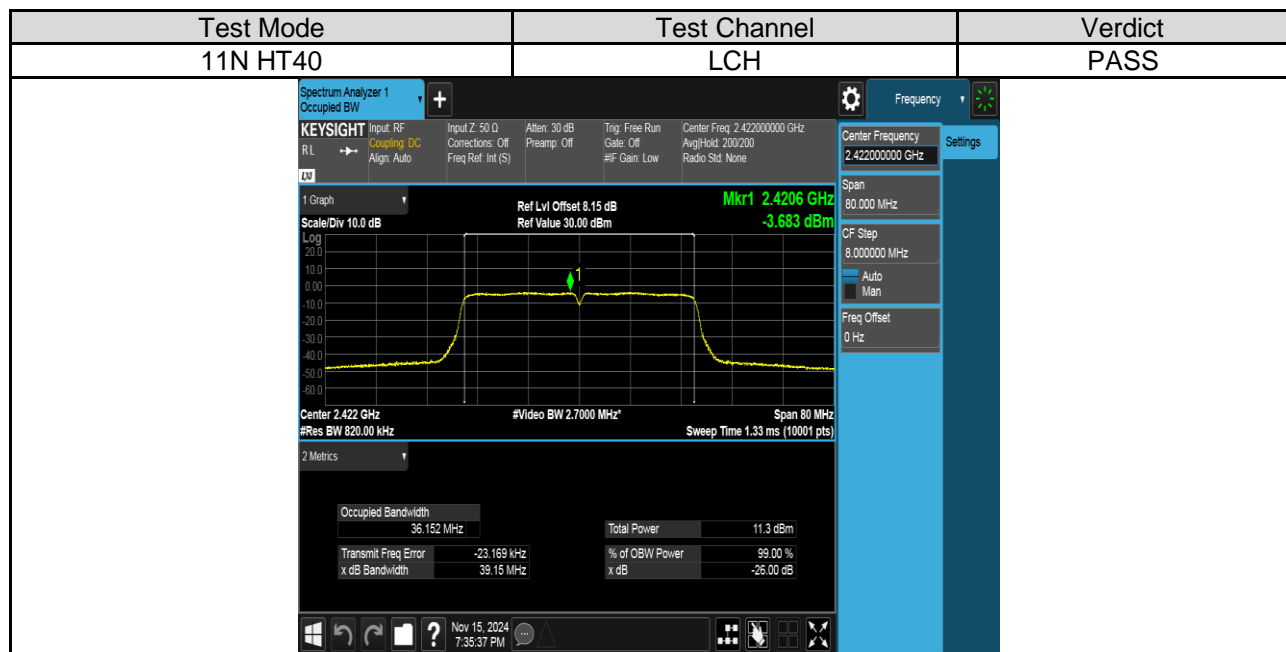 Test Mode Test Channel Verdict
11N HT40 LCH PASS
Spectrum Analyzer 1
Occupied BW
+
Frequency
KEYSIGHT
RL
LXI
Input: RF
Coupling: DC
Align: Auto
Input Z: 50 Ω
Corrections: Off
Freq Ref: Int (S)
Atten: 30 dB
Preamp: Off
Trig: Free Run
Gate: Off
#IF Gain: Low
Center Freq: 2.422000000 GHz
Avg|Hold: 200/200
Radio Std: None
Center Frequency
2.422000000 GHz
Settings
Span
80.000 MHz
CF Step
8.000000 MHz
Auto
Man
Freq Offset
0 Hz
1 Graph
Ref Lvl Offset 8.15 dB
Mkr1 2.4206 GHz
Scale/Div 10.0 dB
Ref Value 30.00 dBm
-3.683 dBm
Log
20.0
10.0
0.00
-10.0
-20.0
-30.0
-40.0
-50.0
-60.0
1
Center 2.422 GHz
#Video BW 2.7000 MHz*
Span 80 MHz
#Res BW 820.00 kHz
Sweep Time 1.33 ms (10001 pts)
2 Metrics
Occupied Bandwidth
36.152 MHz
Total Power 11.3 dBm
Transmit Freq Error -23.169 kHz
% of OBW Power 99.00 %
x dB Bandwidth 39.15 MHz
x dB -26.00 dB
?
Nov 15, 2024
7:35:37 PM